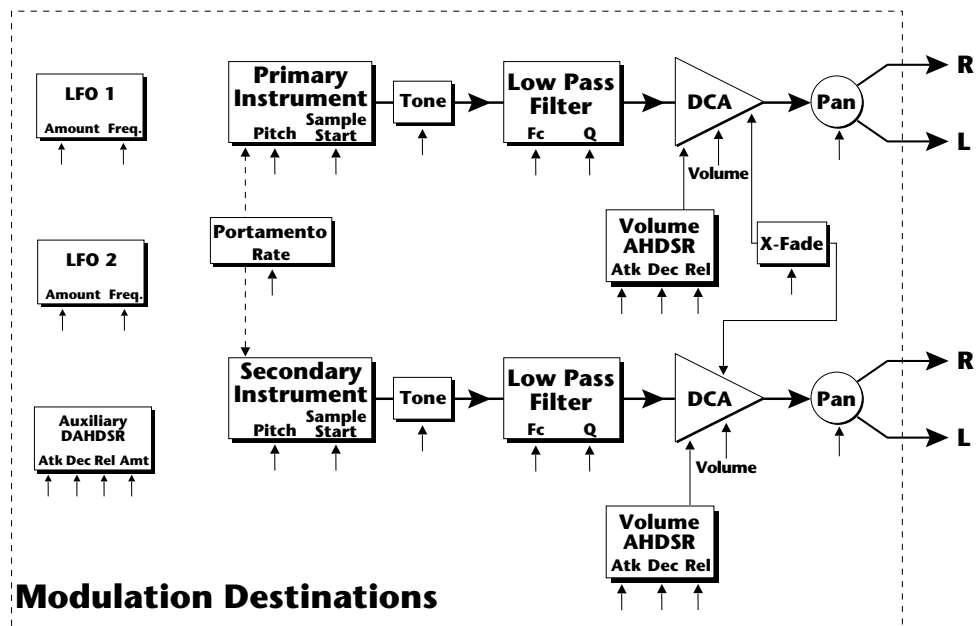 LFO 1
Amount Freq.
Primary
Instrument
Pitch Sample
Start
Tone
Low Pass
Filter
Fc Q
DCA
Volume
Pan
R
L
Portamento
Rate
Volume
AHDSR
Atk Dec Rel
X-Fade
LFO 2
Amount Freq.
Secondary
Instrument
Pitch Sample
Start
Tone
Low Pass
Filter
Fc Q
DCA
Volume
Pan
R
L
Auxiliary
DAHDSR
Atk Dec Rel Amt
Volume
AHDSR
Atk Dec Rel
Modulation Destinations